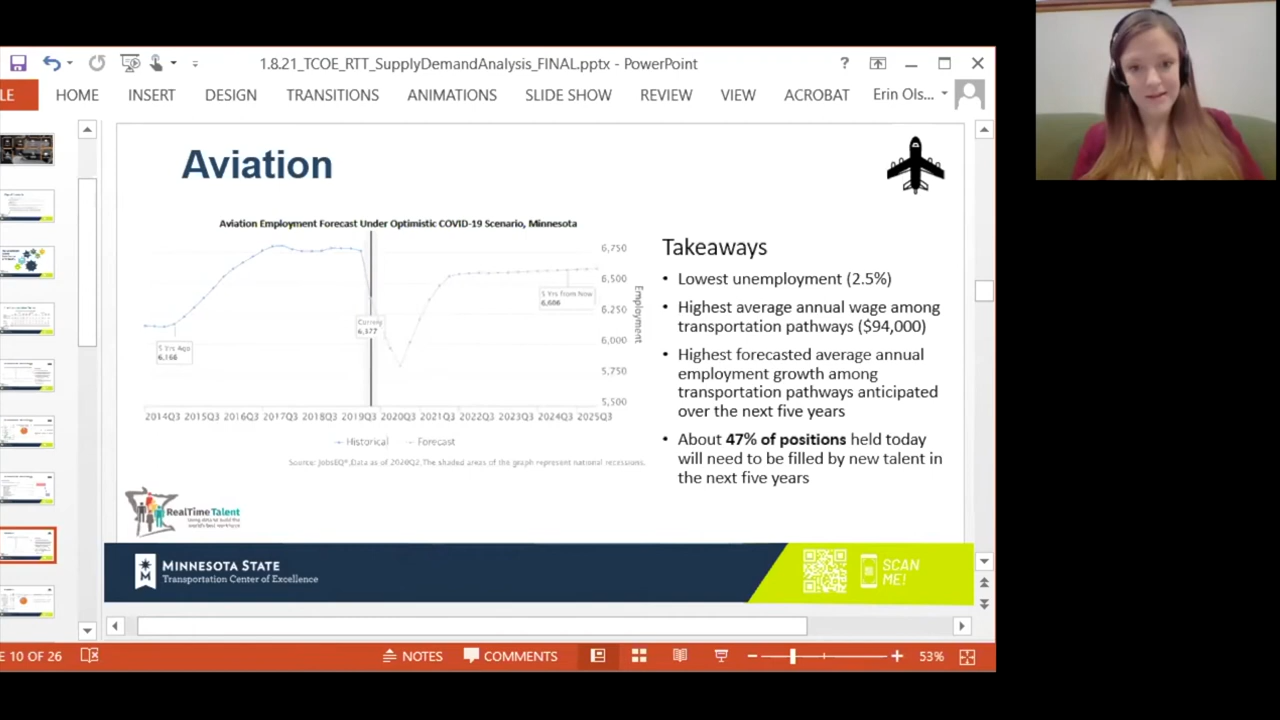 1.8.21_TCOE_RTT_SupplyDemandAnalysis_FINAL.pptx - PowerPoint
?
LE
HOME
INSERT
DESIGN
TRANSITIONS
ANIMATIONS
SLIDE SHOW
REVIEW
VIEW
ACROBAT
Erin Ols...
Aviation
Aviation Employment Forecast Under Optimistic COVID-19 Scenario, Minnesota
6,750
6,500
6,250
6,000
5,750
5,500
Employment
5 Yrs Ago
6,166
Current
6,377
5 Yrs from Now
6,606
2014Q3 2015Q3 2016Q3 2017Q3 2018Q3 2019Q3 2020Q3 2021Q3 2022Q3 2023Q3 2024Q3 2025Q3
Historical Forecast
Source: JobsEQ®,Data as of 2020Q2,The shaded areas of the graph represent national recessions.
Takeaways
• Lowest unemployment (2.5%)
• Highest average annual wage among
transportation pathways ($94,000)
• Highest forecasted average annual
employment growth among
transportation pathways anticipated
over the next five years
• About 47% of positions held today
will need to be filled by new talent in
the next five years
RealTimeTalent
M
MINNESOTA STATE
Transportation Center of Excellence
SCAN
ME!
E 10 OF 26
NOTES
COMMENTS
53%